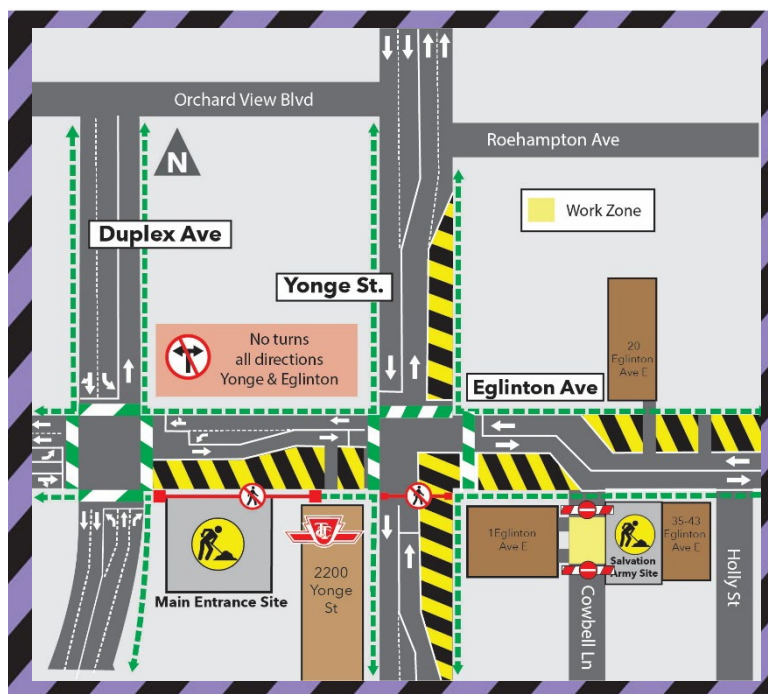 Orchard View Blvd
Roehampton Ave
N
Work Zone
Duplex Ave
Yonge St.
No turns
all directions
Yonge & Eglinton
20
Eglinton
Ave E
Eglinton Ave
TTC
1Eglinton
Ave E
35-43
Eglinton
Ave E
Salvation
Army Site
2200
Yonge
St
Main Entrance Site
Cowbell Ln
Holly St